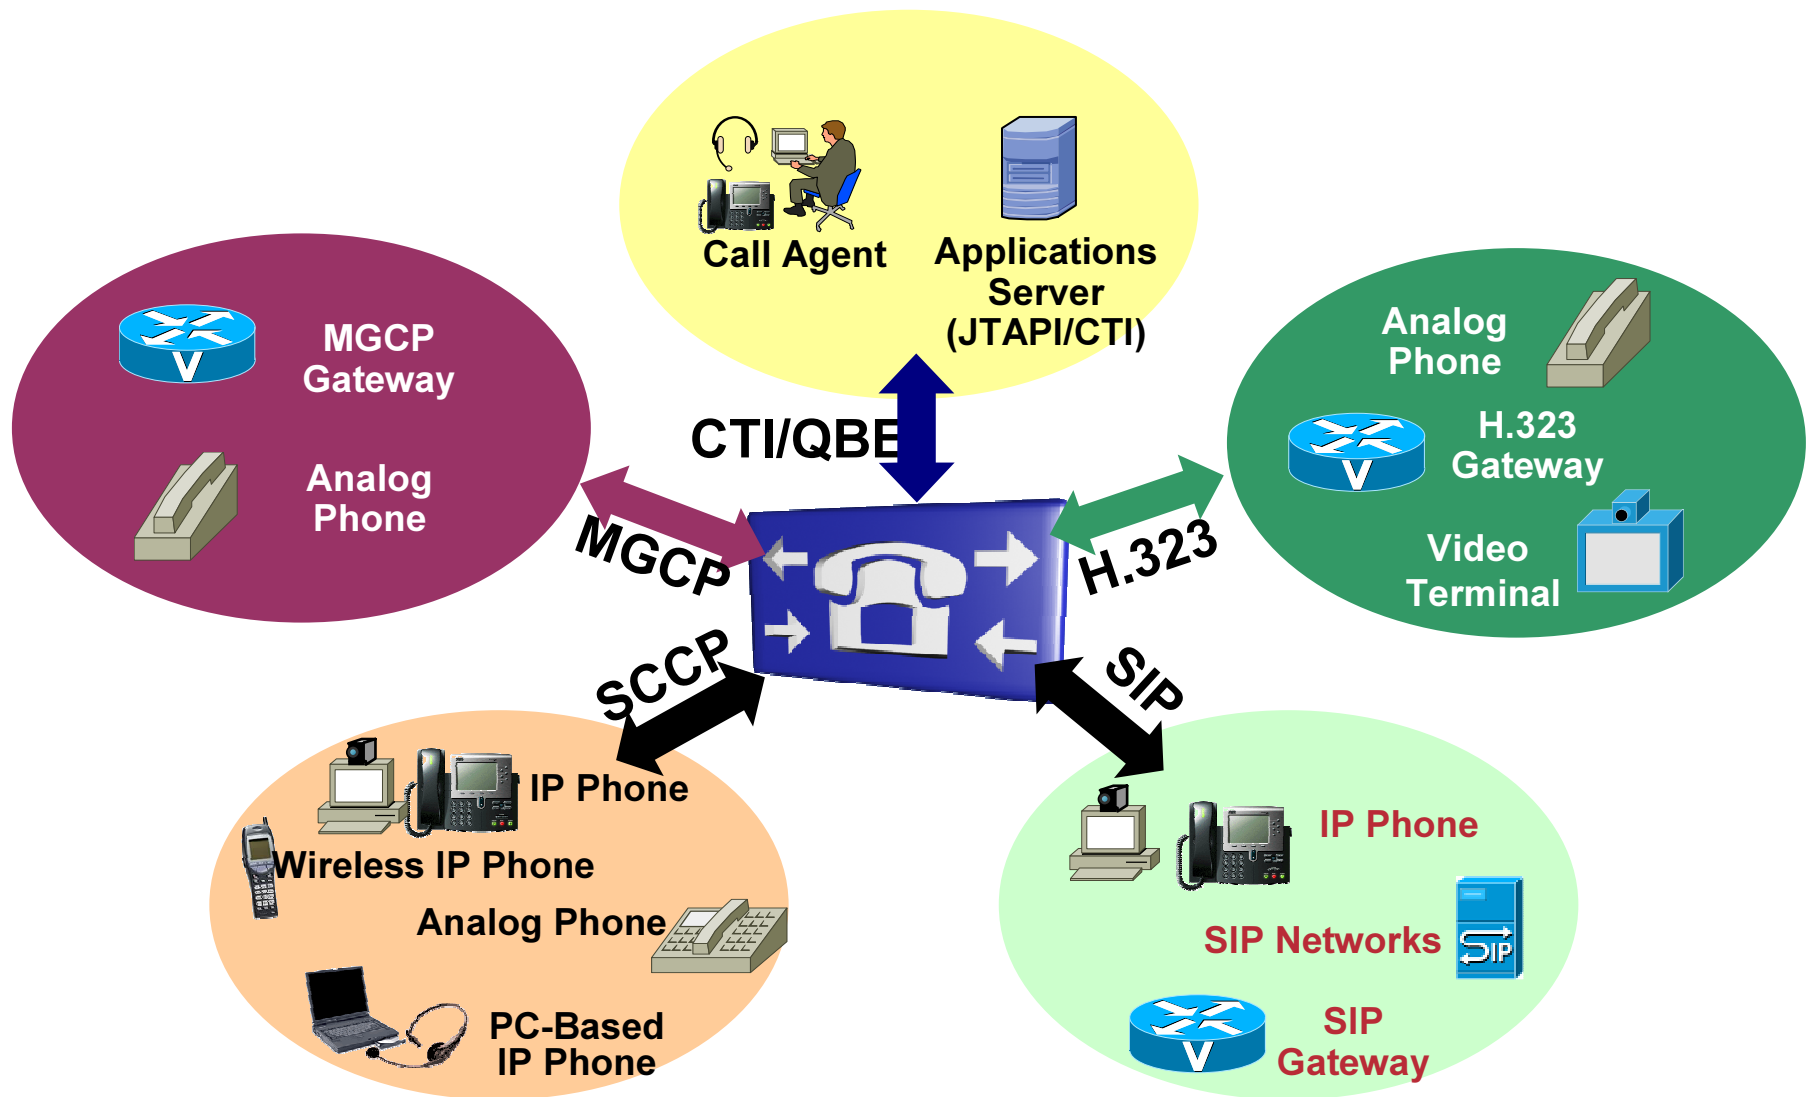 Call Agent
Applications
Server
(JTAPI/CTI)
MGCP
Gateway
V
Analog
Phone
Analog
Phone
H.323
Gateway
V
Video
Terminal
CTI/QBE
MGCP
H.323
SCCP
SIP
IP Phone
Wireless IP Phone
Analog Phone
PC-Based
IP Phone
IP Phone
SIP Networks
SIP
SIP
Gateway
V